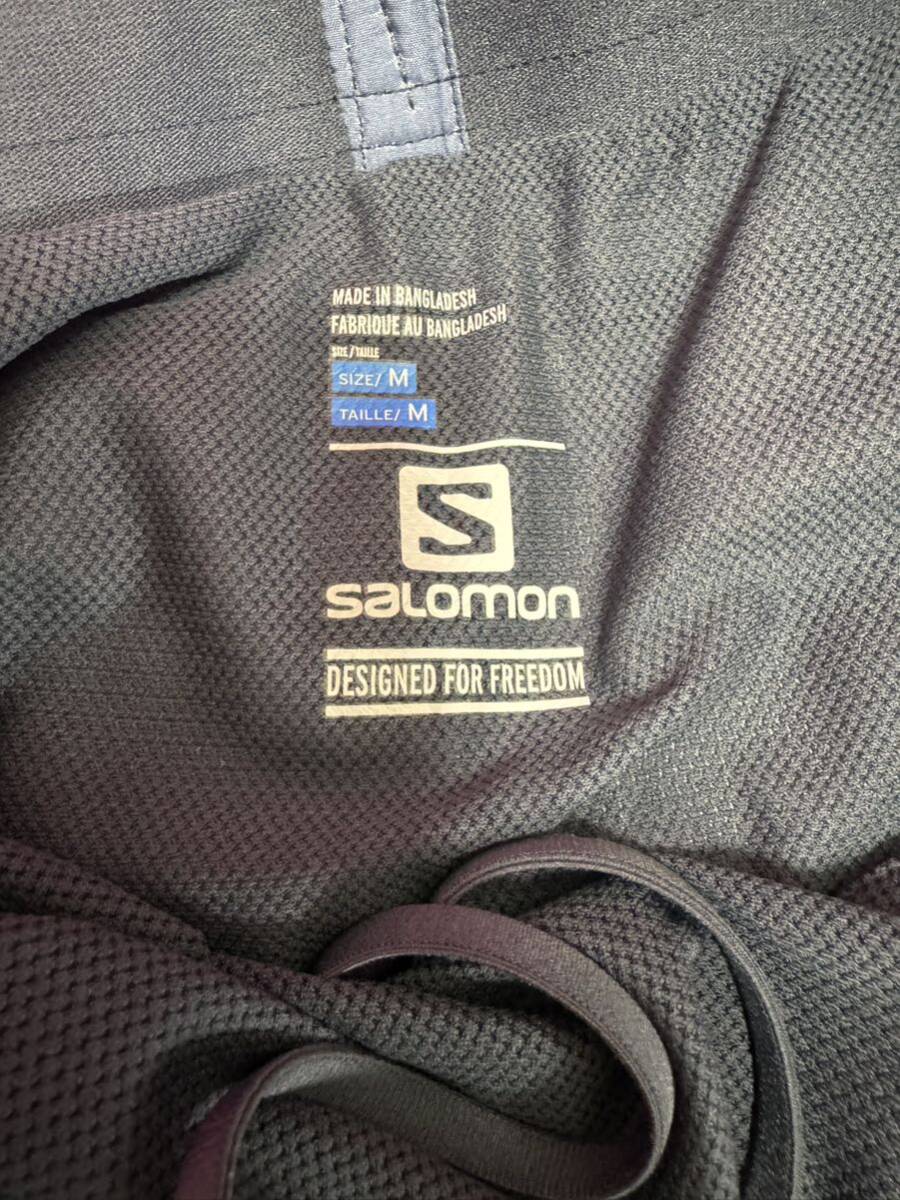 MADE IN BANGLADESH
FABRIQUE AU BANGLADESH
SIZE / TAILLE
SIZE/ M
TAILLE/ M
S
SALOMON
DESIGNED FOR FREEDOM